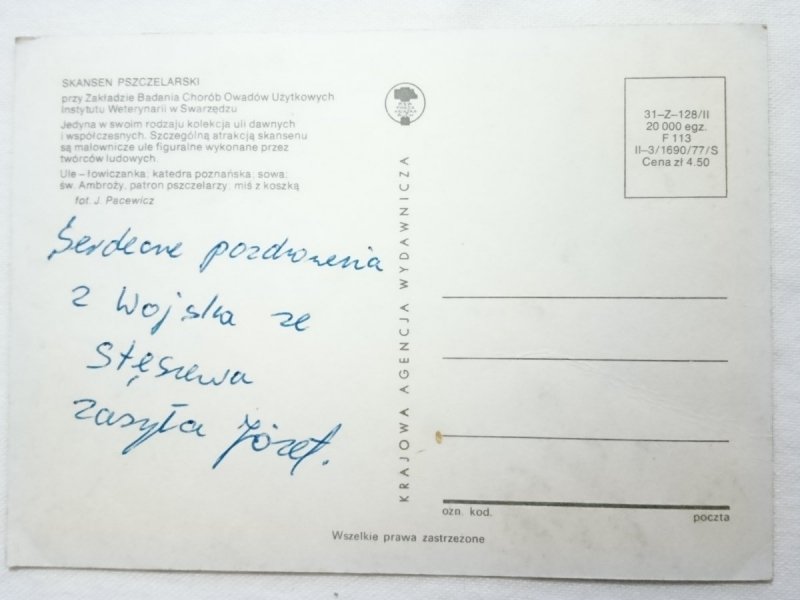 SKANSEN PSZCZELARSKI
przy Zakładzie Badania Chorób Owadów Użytkowych
Instytutu Weterynarii w Swarzędzu
Jedyna w swoim rodzaju kolekcja uli dawnych
i współczesnych. Szczególną atrakcją skansenu
są malownicze ule figuralne wykonane przez
twórców ludowych.
Ule – łowiczanka; katedra poznańska; sowa;
św. Ambroży, patron pszczelarzy; miś z koszką
fot. J. Pacewicz
Serdeczne pozdrowienia
z Wojska ze
Stęszewa
zasyła Józef.
KRAJOWA AGENCJA WYDAWNICZA
31–Z–128/II
20 000 egz.
F 113
II–3/1690/77/S
Cena zł 4.50
ozn. kod.
poczta
Wszelkie prawa zastrzeżone